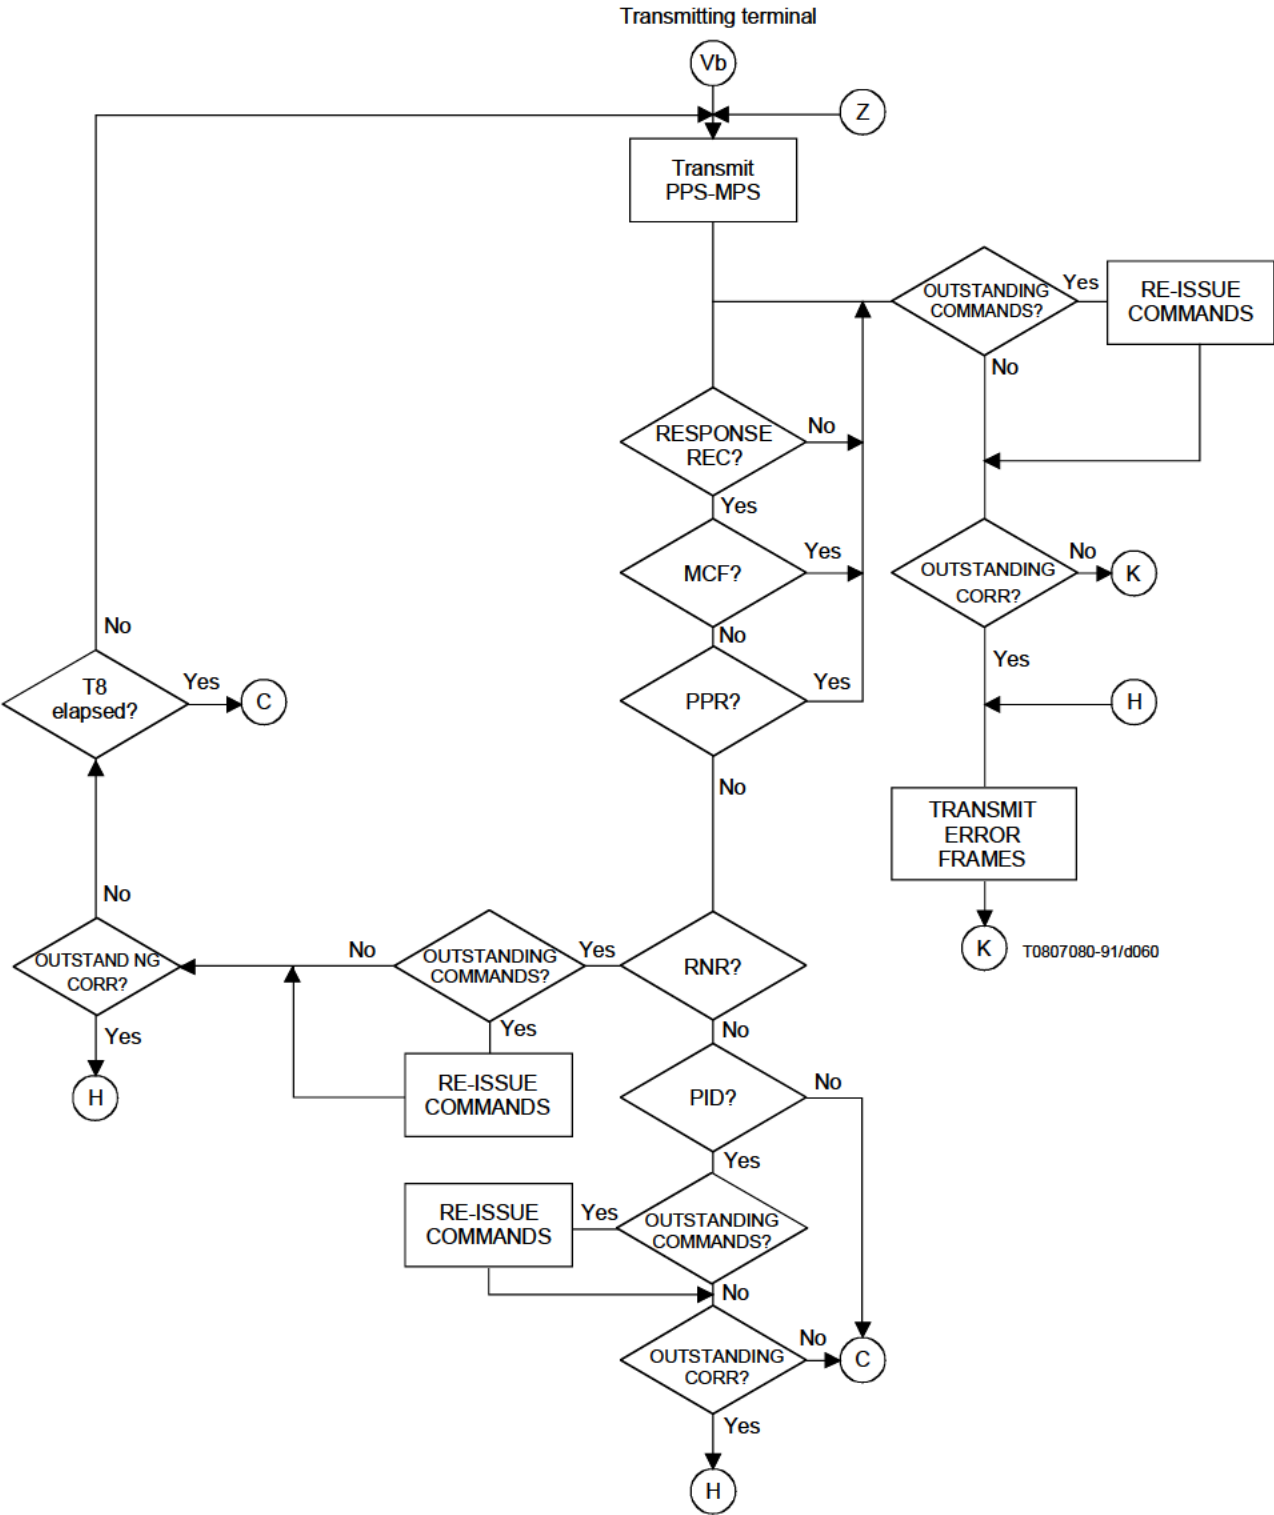 Transmitting terminal
Vb
Z
Transmit
PPS-MPS
OUTSTANDING
COMMANDS?
Yes
RE-ISSUE
COMMANDS
No
RESPONSE
REC?
No
Yes
MCF?
Yes
No
OUTSTANDING
CORR?
No
K
Yes
PPR?
Yes
No
H
No
T8
elapsed?
Yes
C
TRANSMIT
ERROR
FRAMES
K
T0807080-91/d060
No
OUTSTAND NG
CORR?
Yes
H
No
OUTSTANDING
COMMANDS?
Yes
Yes
RE-ISSUE
COMMANDS
RNR?
No
PID?
No
Yes
RE-ISSUE
COMMANDS
Yes
OUTSTANDING
COMMANDS?
No
OUTSTANDING
CORR?
No
C
Yes
H